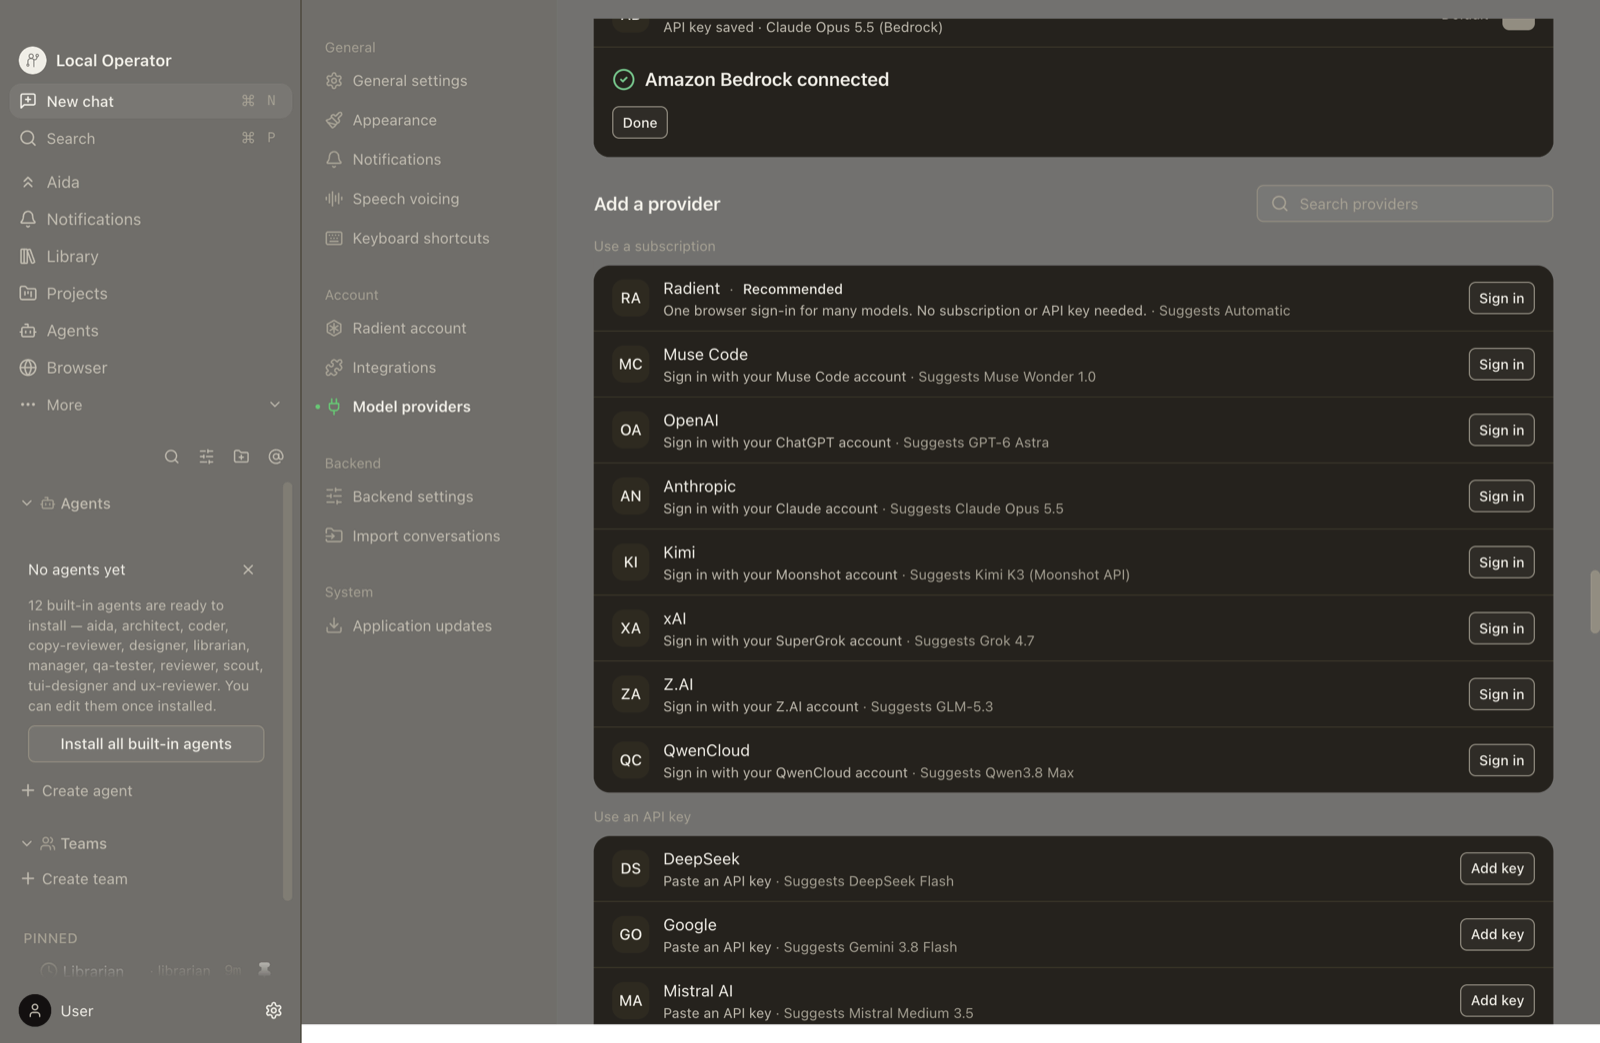 Local Operator
New chat ⌘ N
Search ⌘ P
Aida
Notifications
Library
Projects
Agents
Browser
More
Agents
No agents yet
12 built-in agents are ready to
install — aida, architect, coder,
copy-reviewer, designer, librarian,
manager, qa-tester, reviewer, scout,
tui-designer and ux-reviewer. You
can edit them once installed.
Install all built-in agents
Create agent
Teams
Create team
PINNED
Librarian · librarian 9m
User
General
General settings
Appearance
Notifications
Speech voicing
Keyboard shortcuts
Account
Radient account
Integrations
Model providers
Backend
Backend settings
Import conversations
System
Application updates
API key saved · Claude Opus 5.5 (Bedrock)
Amazon Bedrock connected
Done
Add a provider
Search providers
Use a subscription
RA Radient · Recommended
One browser sign-in for many models. No subscription or API key needed. · Suggests Automatic
Sign in
MC Muse Code
Sign in with your Muse Code account · Suggests Muse Wonder 1.0
Sign in
OA OpenAI
Sign in with your ChatGPT account · Suggests GPT-6 Astra
Sign in
AN Anthropic
Sign in with your Claude account · Suggests Claude Opus 5.5
Sign in
KI Kimi
Sign in with your Moonshot account · Suggests Kimi K3 (Moonshot API)
Sign in
XA xAI
Sign in with your SuperGrok account · Suggests Grok 4.7
Sign in
ZA Z.AI
Sign in with your Z.AI account · Suggests GLM-5.3
Sign in
QC QwenCloud
Sign in with your QwenCloud account · Suggests Qwen3.8 Max
Sign in
Use an API key
DS DeepSeek
Paste an API key · Suggests DeepSeek Flash
Add key
GO Google
Paste an API key · Suggests Gemini 3.8 Flash
Add key
MA Mistral AI
Paste an API key · Suggests Mistral Medium 3.5
Add key